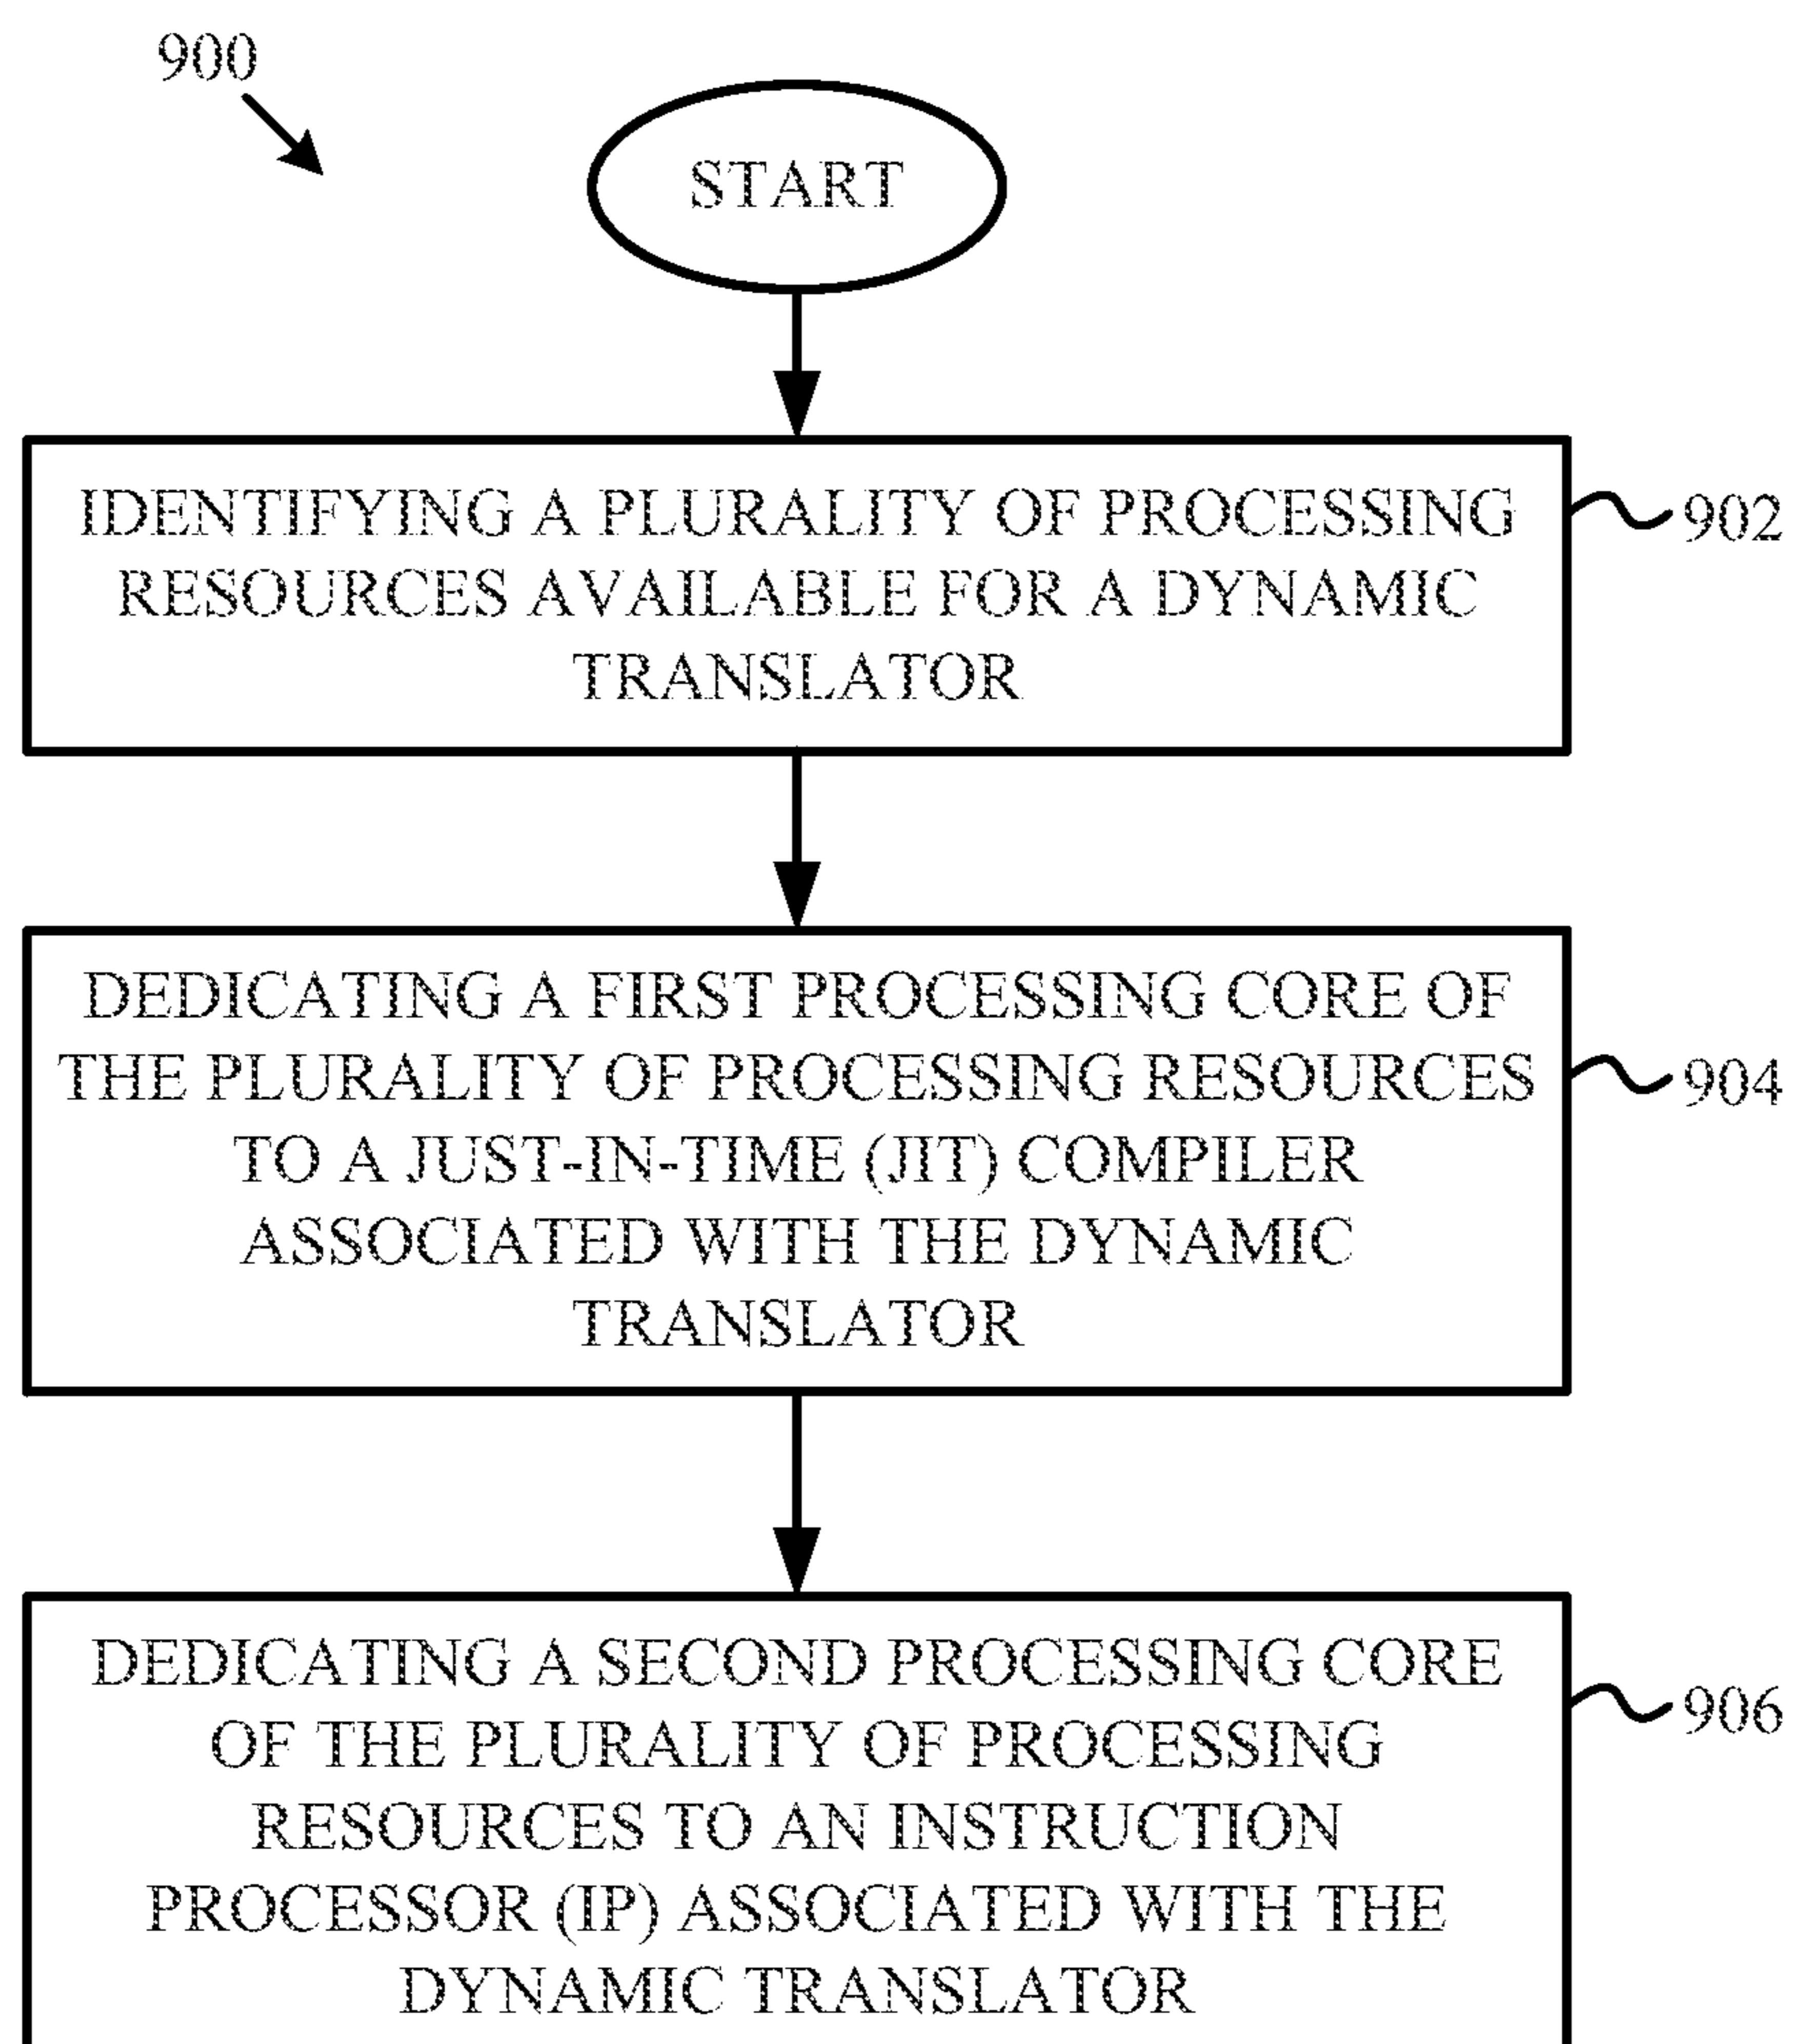 900
START
IDENTIFYING A PLURALITY OF PROCESSING
RESOURCES AVAILABLE FOR A DYNAMIC
TRANSLATOR
902
DEDICATING A FIRST PROCESSING CORE OF
THE PLURALITY OF PROCESSING RESOURCES
TO A JUST-IN-TIME (JIT) COMPILER
ASSOCIATED WITH THE DYNAMIC
TRANSLATOR
904
DEDICATING A SECOND PROCESSING CORE
OF THE PLURALITY OF PROCESSING
RESOURCES TO AN INSTRUCTION
PROCESSOR (IP) ASSOCIATED WITH THE
DYNAMIC TRANSLATOR
906